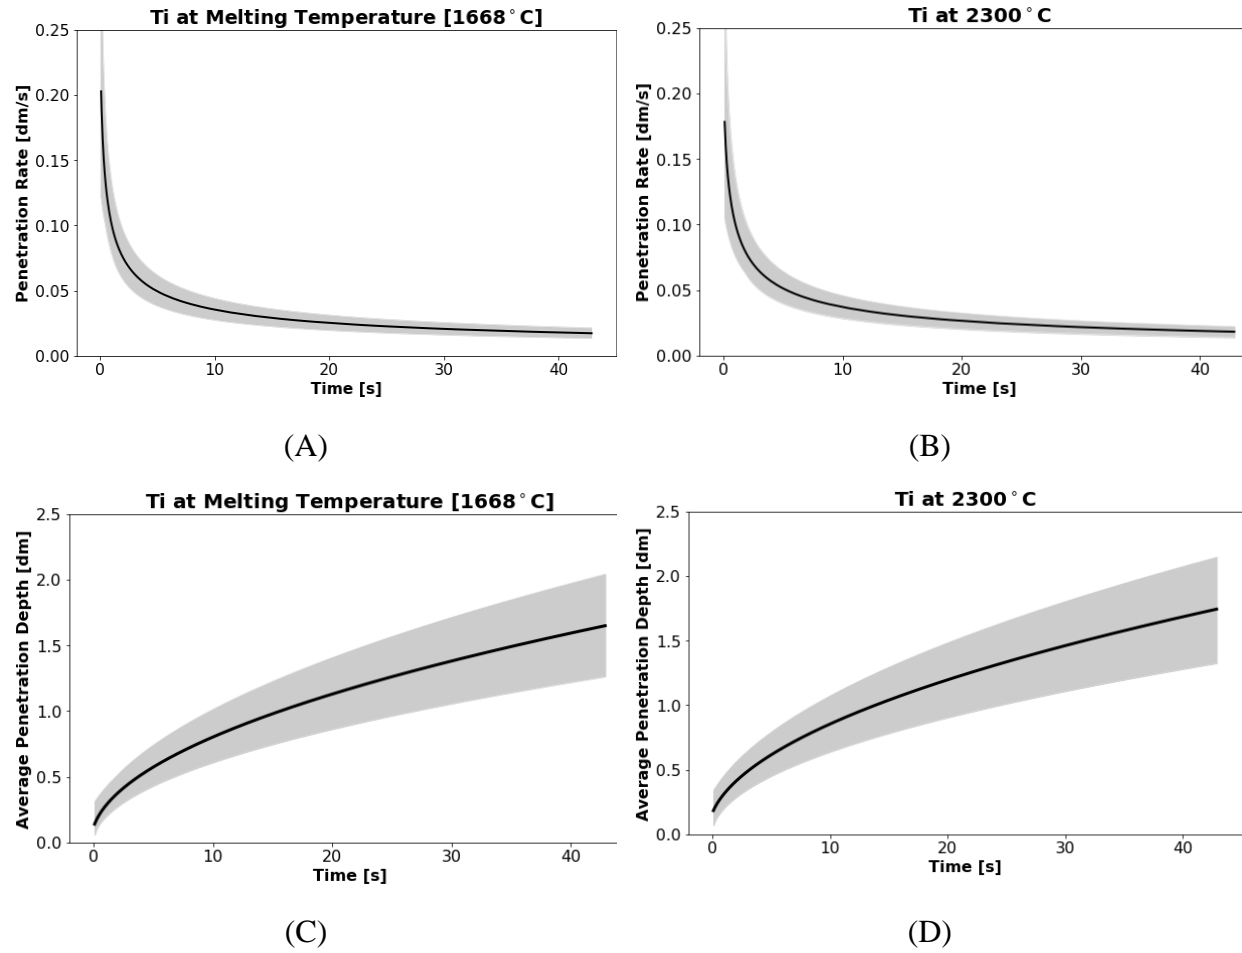 Ti at Melting Temperature [1668°C]
Penetration Rate [dm/s]
0.25
0.20
0.15
0.10
0.05
0.00
0 10 20 30 40
Time [s]
(A)
Ti at 2300°C
Penetration Rate [dm/s]
0.25
0.20
0.15
0.10
0.05
0.00
0 10 20 30 40
Time [s]
(B)
Ti at Melting Temperature [1668°C]
Average Penetration Depth [dm]
2.5
2.0
1.5
1.0
0.5
0.0
0 10 20 30 40
Time [s]
(C)
Ti at 2300°C
Average Penetration Depth [dm]
2.5
2.0
1.5
1.0
0.5
0.0
0 10 20 30 40
Time [s]
(D)